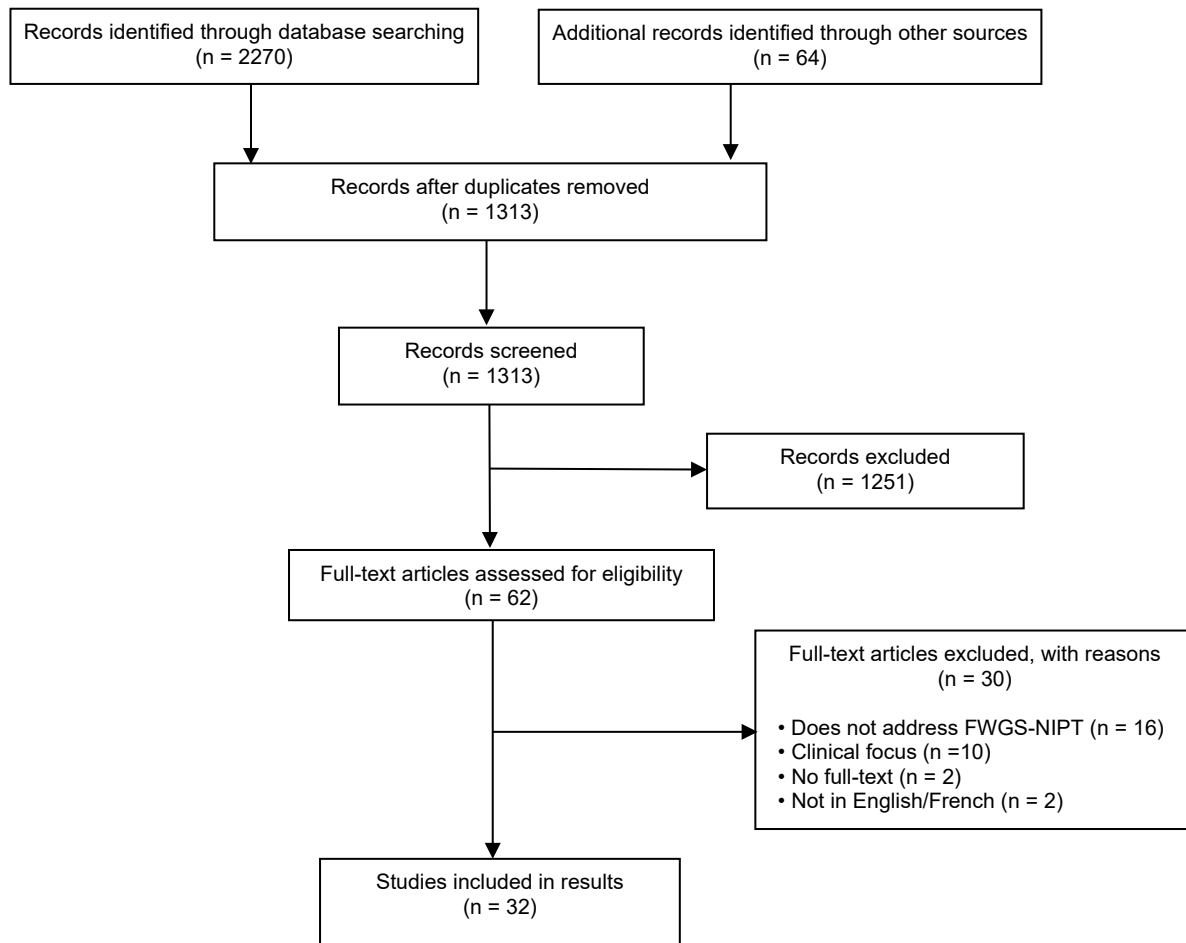 Records identified through database searching
(n = 2270)
Additional records identified through other sources
(n = 64)
Records after duplicates removed
(n = 1313)
Records screened
(n = 1313)
Records excluded
(n = 1251)
Full-text articles assessed for eligibility
(n = 62)
Full-text articles excluded, with reasons
(n = 30)
• Does not address FWGS-NIPT (n = 16)
• Clinical focus (n =10)
• No full-text (n = 2)
• Not in English/French (n = 2)
Studies included in results
(n = 32)